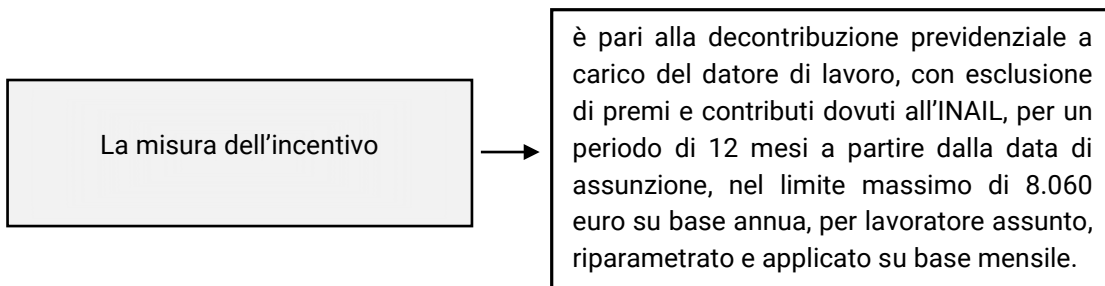 La misura dell’incentivo
è pari alla decontribuzione previdenziale a
carico del datore di lavoro, con esclusione
di premi e contributi dovuti all’INAIL, per un
periodo di 12 mesi a partire dalla data di
assunzione, nel limite massimo di 8.060
euro su base annua, per lavoratore assunto,
riparametrato e applicato su base mensile.